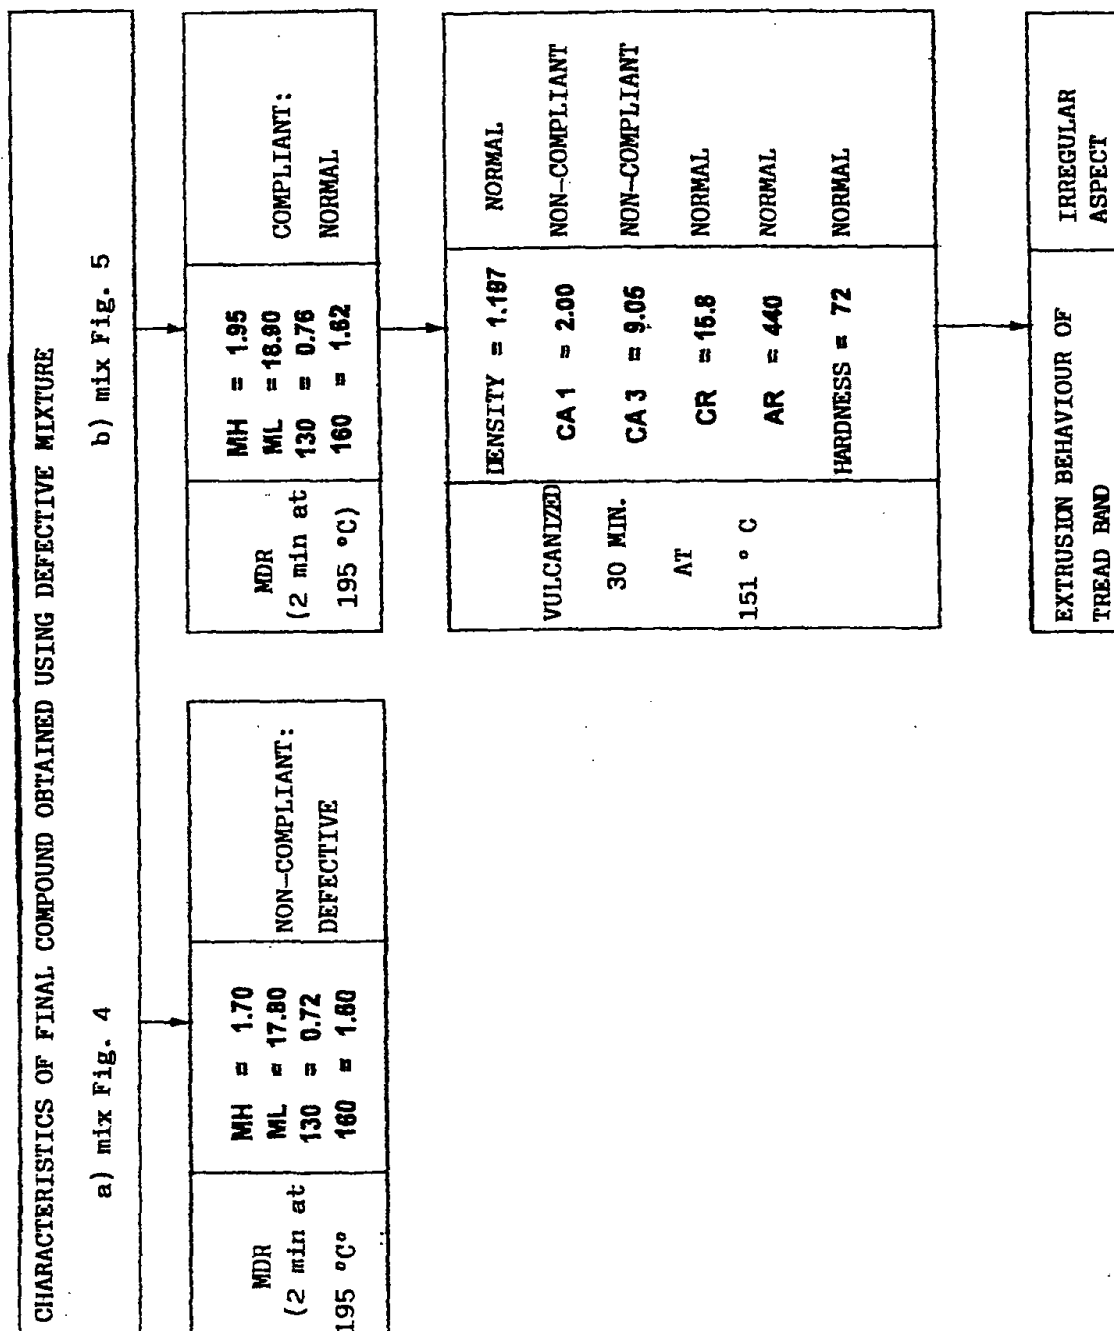 CHARACTERISTICS OF FINAL COMPOUND OBTAINED USING DEFECTIVE MIXTURE
a) mix Fig. 4
b) mix Fig. 5
MDR
(2 min at
195 °C°
MH = 1.70
ML = 17.80
130 = 0.72
160 = 1.60
NON-COMPLIANT:
DEFECTIVE
MDR
(2 min at
195 °C)
MH = 1.95
ML = 18.90
130 = 0.76
160 = 1.62
COMPLIANT:
NORMAL
VULCANIZED
30 MIN.
AT
151 ° C
DENSITY = 1.197 NORMAL
CA 1 = 2.00 NON-COMPLIANT
CA 3 = 9.05 NON-COMPLIANT
CR = 15.8 NORMAL
AR = 440 NORMAL
HARDNESS = 72 NORMAL
EXTRUSION BEHAVIOUR OF
TREAD BAND
IRREGULAR
ASPECT